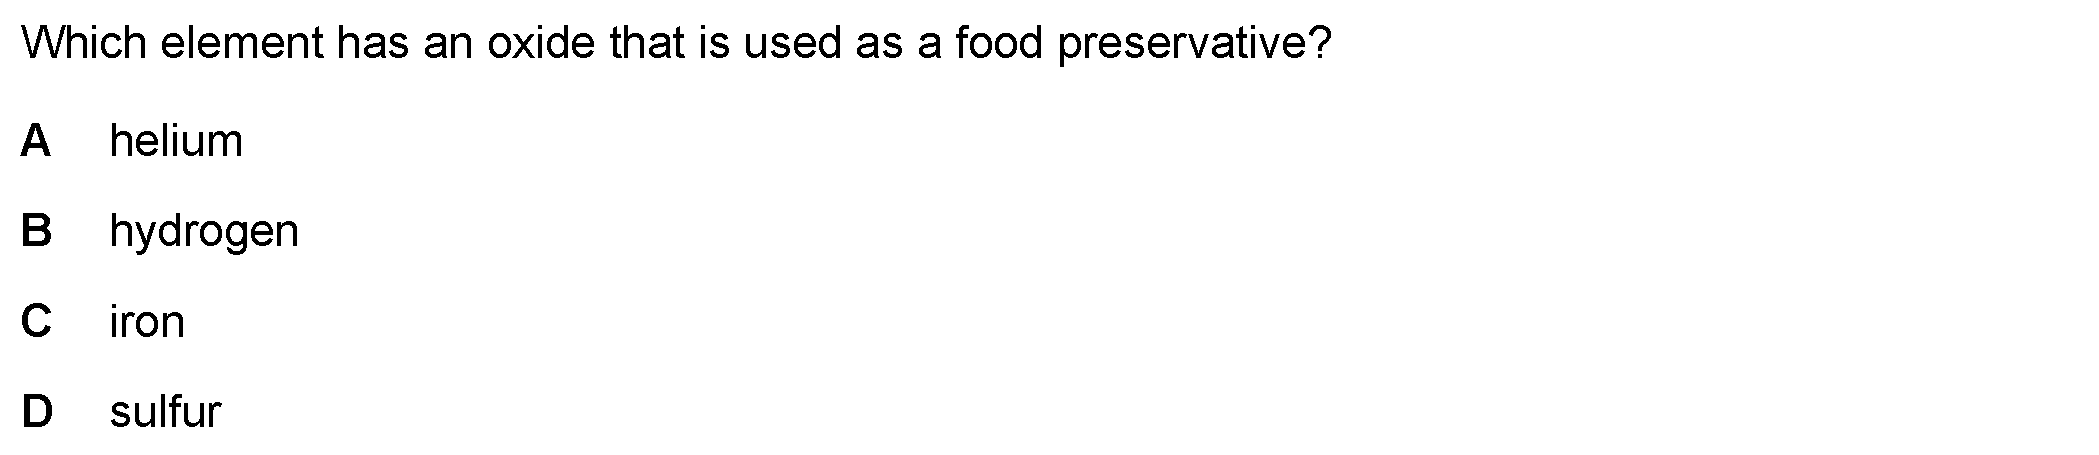 Which element has an oxide that is used as a food preservative?
A helium
B hydrogen
C iron
D sulfur